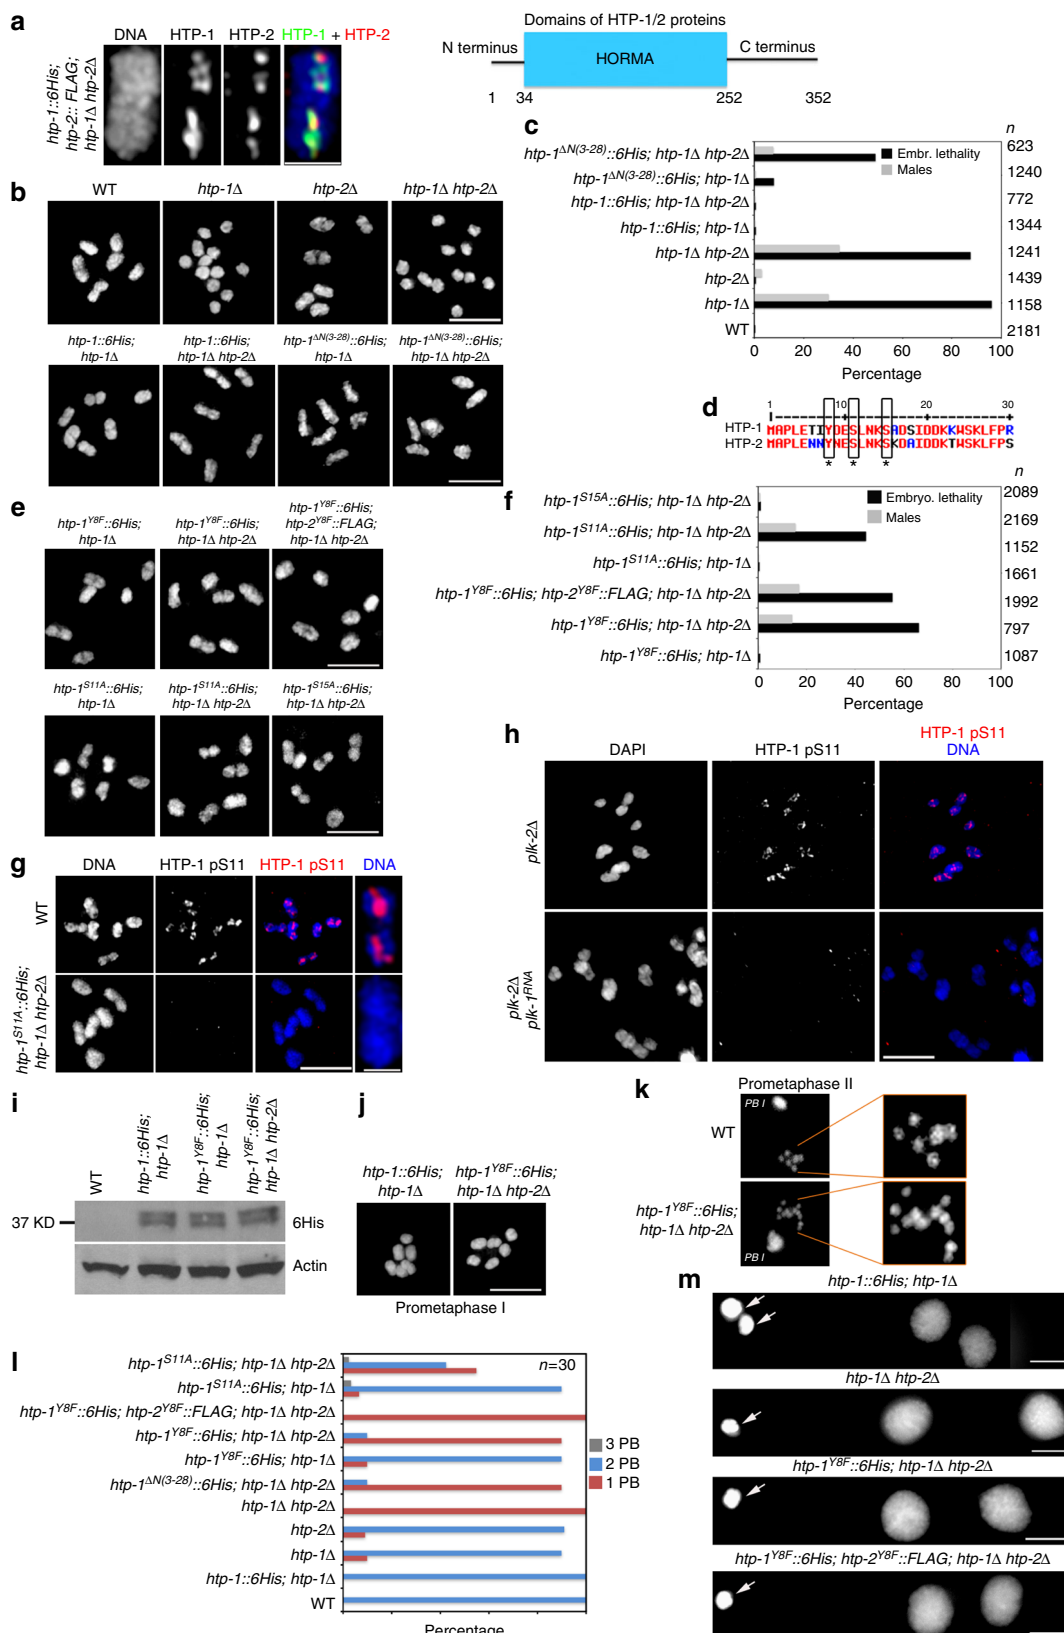 a
DNA HTP-1 HTP-2 HTP-1 + HTP-2
htp-1::6His;
htp-2:: FLAG;
htp-1Δ htp-2Δ
Domains of HTP-1/2 proteins
N terminus
HORMA
C terminus
1 34 252 352
b
WT htp-1Δ htp-2Δ htp-1Δ htp-2Δ
htp-1::6His;
htp-1Δ
htp-1::6His;
htp-1Δ htp-2Δ
htp-1ΔN(3-28)::6His;
htp-1Δ
htp-1ΔN(3-28)::6His;
htp-1Δ htp-2Δ
c
n
Embr. lethality
Males
htp-1ΔN(3-28)::6His; htp-1Δ htp-2Δ 623
htp-1ΔN(3-28)::6His; htp-1Δ 1240
htp-1::6His; htp-1Δ htp-2Δ 772
htp-1::6His; htp-1Δ 1344
htp-1Δ htp-2Δ 1241
htp-2Δ 1439
htp-1Δ 1158
WT 2181
0 20 40 60 80 100
Percentage
d
1 10 20 30
HTP-1 MAPLETIYDESLNKSADSIDDKKWSKLFPR
HTP-2 MAPLENNYNESLNKSKDAIDDKTWSKLFPS
* * *
e
htp-1Y8F::6His;
htp-1Δ
htp-1Y8F::6His;
htp-1Δ htp-2Δ
htp-1Y8F::6His;
htp-2Y8F::FLAG;
htp-1Δ htp-2Δ
htp-1S11A::6His;
htp-1Δ
htp-1S11A::6His;
htp-1Δ htp-2Δ
htp-1S15A::6His;
htp-1Δ htp-2Δ
f
n
Embryo. lethality
Males
2089
htp-1S15A::6His; htp-1Δ htp-2Δ
2169
htp-1S11A::6His; htp-1Δ htp-2Δ
1152
htp-1S11A::6His; htp-1Δ
1661
htp-1Y8F::6His; htp-2Y8F::FLAG; htp-1Δ htp-2Δ
1992
htp-1Y8F::6His; htp-1Δ htp-2Δ
797
htp-1Y8F::6His; htp-1Δ
1087
0 20 40 60 80 100
Percentage
g
DNA HTP-1 pS11 HTP-1 pS11 DNA
WT
htp-1S11A::6His;
htp-1Δ htp-2Δ
h
DAPI HTP-1 pS11 HTP-1 pS11
DNA
plk-2Δ
plk-2Δ
plk-1RNA
i
WT
htp-1::6His;
htp-1Δ
htp-1Y8F::6His;
htp-1Δ
htp-1Y8F::6His;
htp-1Δ htp-2Δ
37 KD
6His
Actin
j
htp-1::6His;
htp-1Δ
htp-1Y8F::6His;
htp-1Δ htp-2Δ
Prometaphase I
k
Prometaphase II
WT
PB I
htp-1Y8F::6His;
htp-1Δ htp-2Δ
PB I
l
n=30
htp-1S11A::6His; htp-1Δ htp-2Δ
htp-1S11A::6His; htp-1Δ
htp-1Y8F::6His; htp-2Y8F::FLAG; htp-1Δ htp-2Δ
htp-1Y8F::6His; htp-1Δ htp-2Δ
htp-1Y8F::6His; htp-1Δ
htp-1ΔN(3-28)::6His; htp-1Δ htp-2Δ
htp-1Δ htp-2Δ
htp-2Δ
htp-1Δ
htp-1::6His; htp-1Δ
WT
3 PB
2 PB
1 PB
Percentage
m
htp-1::6His; htp-1Δ
htp-1Δ htp-2Δ
htp-1Y8F::6His; htp-1Δ htp-2Δ
htp-1Y8F::6His; htp-2Y8F::FLAG; htp-1Δ htp-2Δ